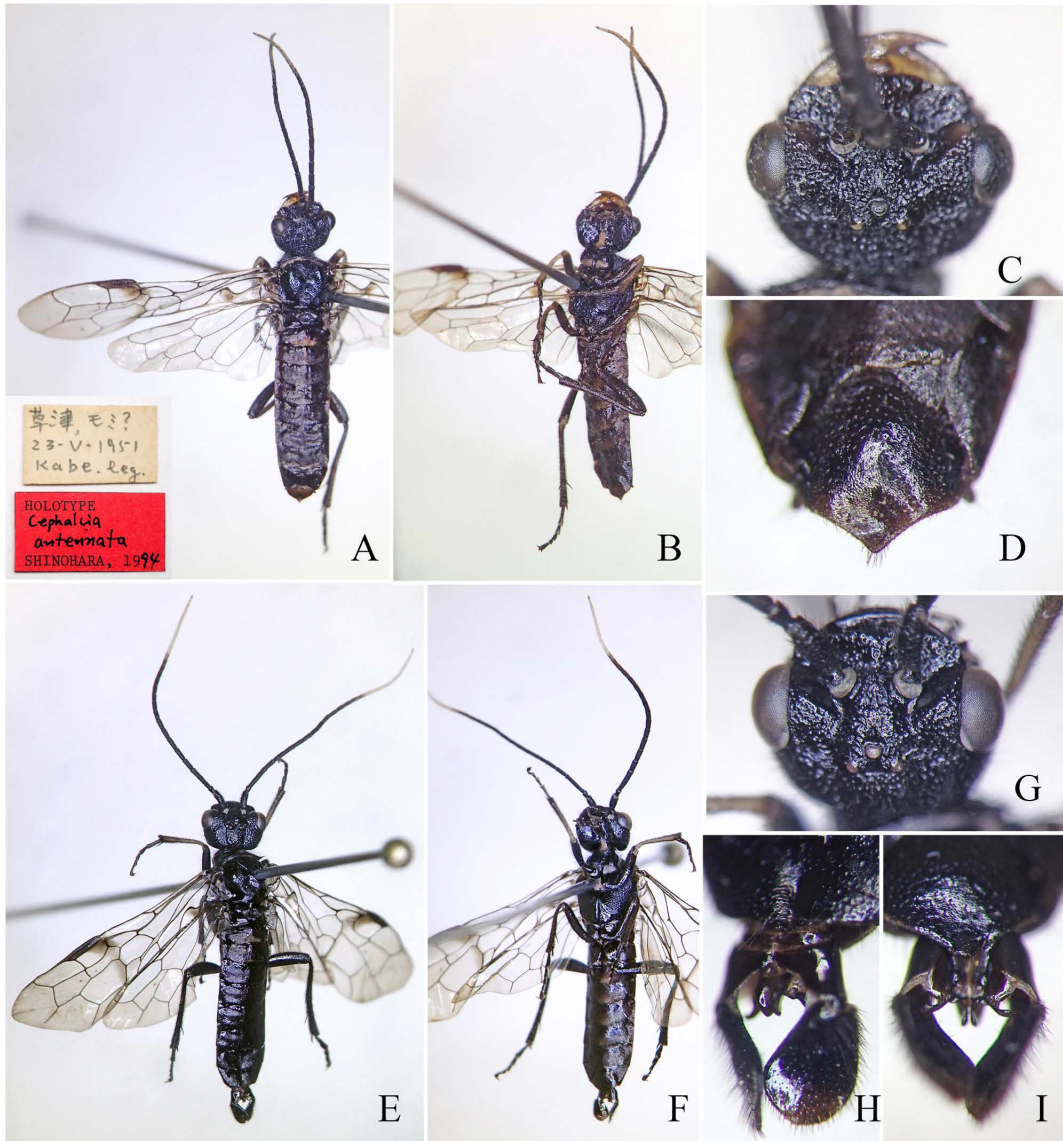 C
草津, モミ?
23-V-1951
Kabe. leg.
HOLOTYPE
Cephalcia
antennata
SHINOHARA, 1994
A
B
D
G
E
F
H
I